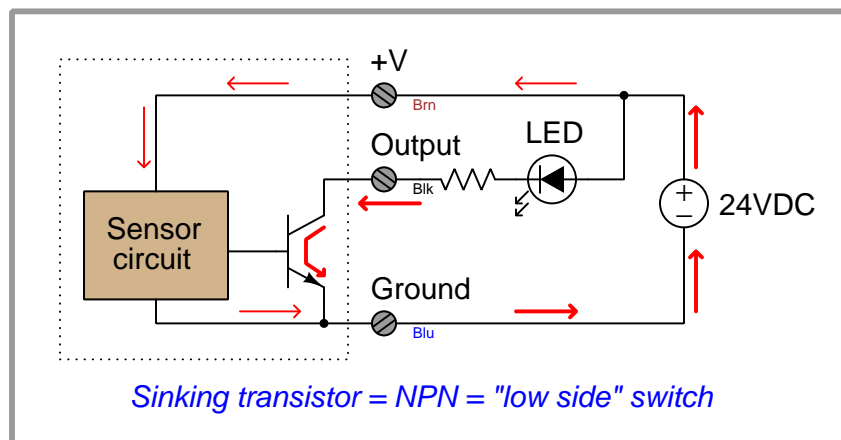 +V
Brn
Output
LED
Blk
24VDC
Sensor
circuit
Ground
Blu
Sinking transistor = NPN = "low side" switch